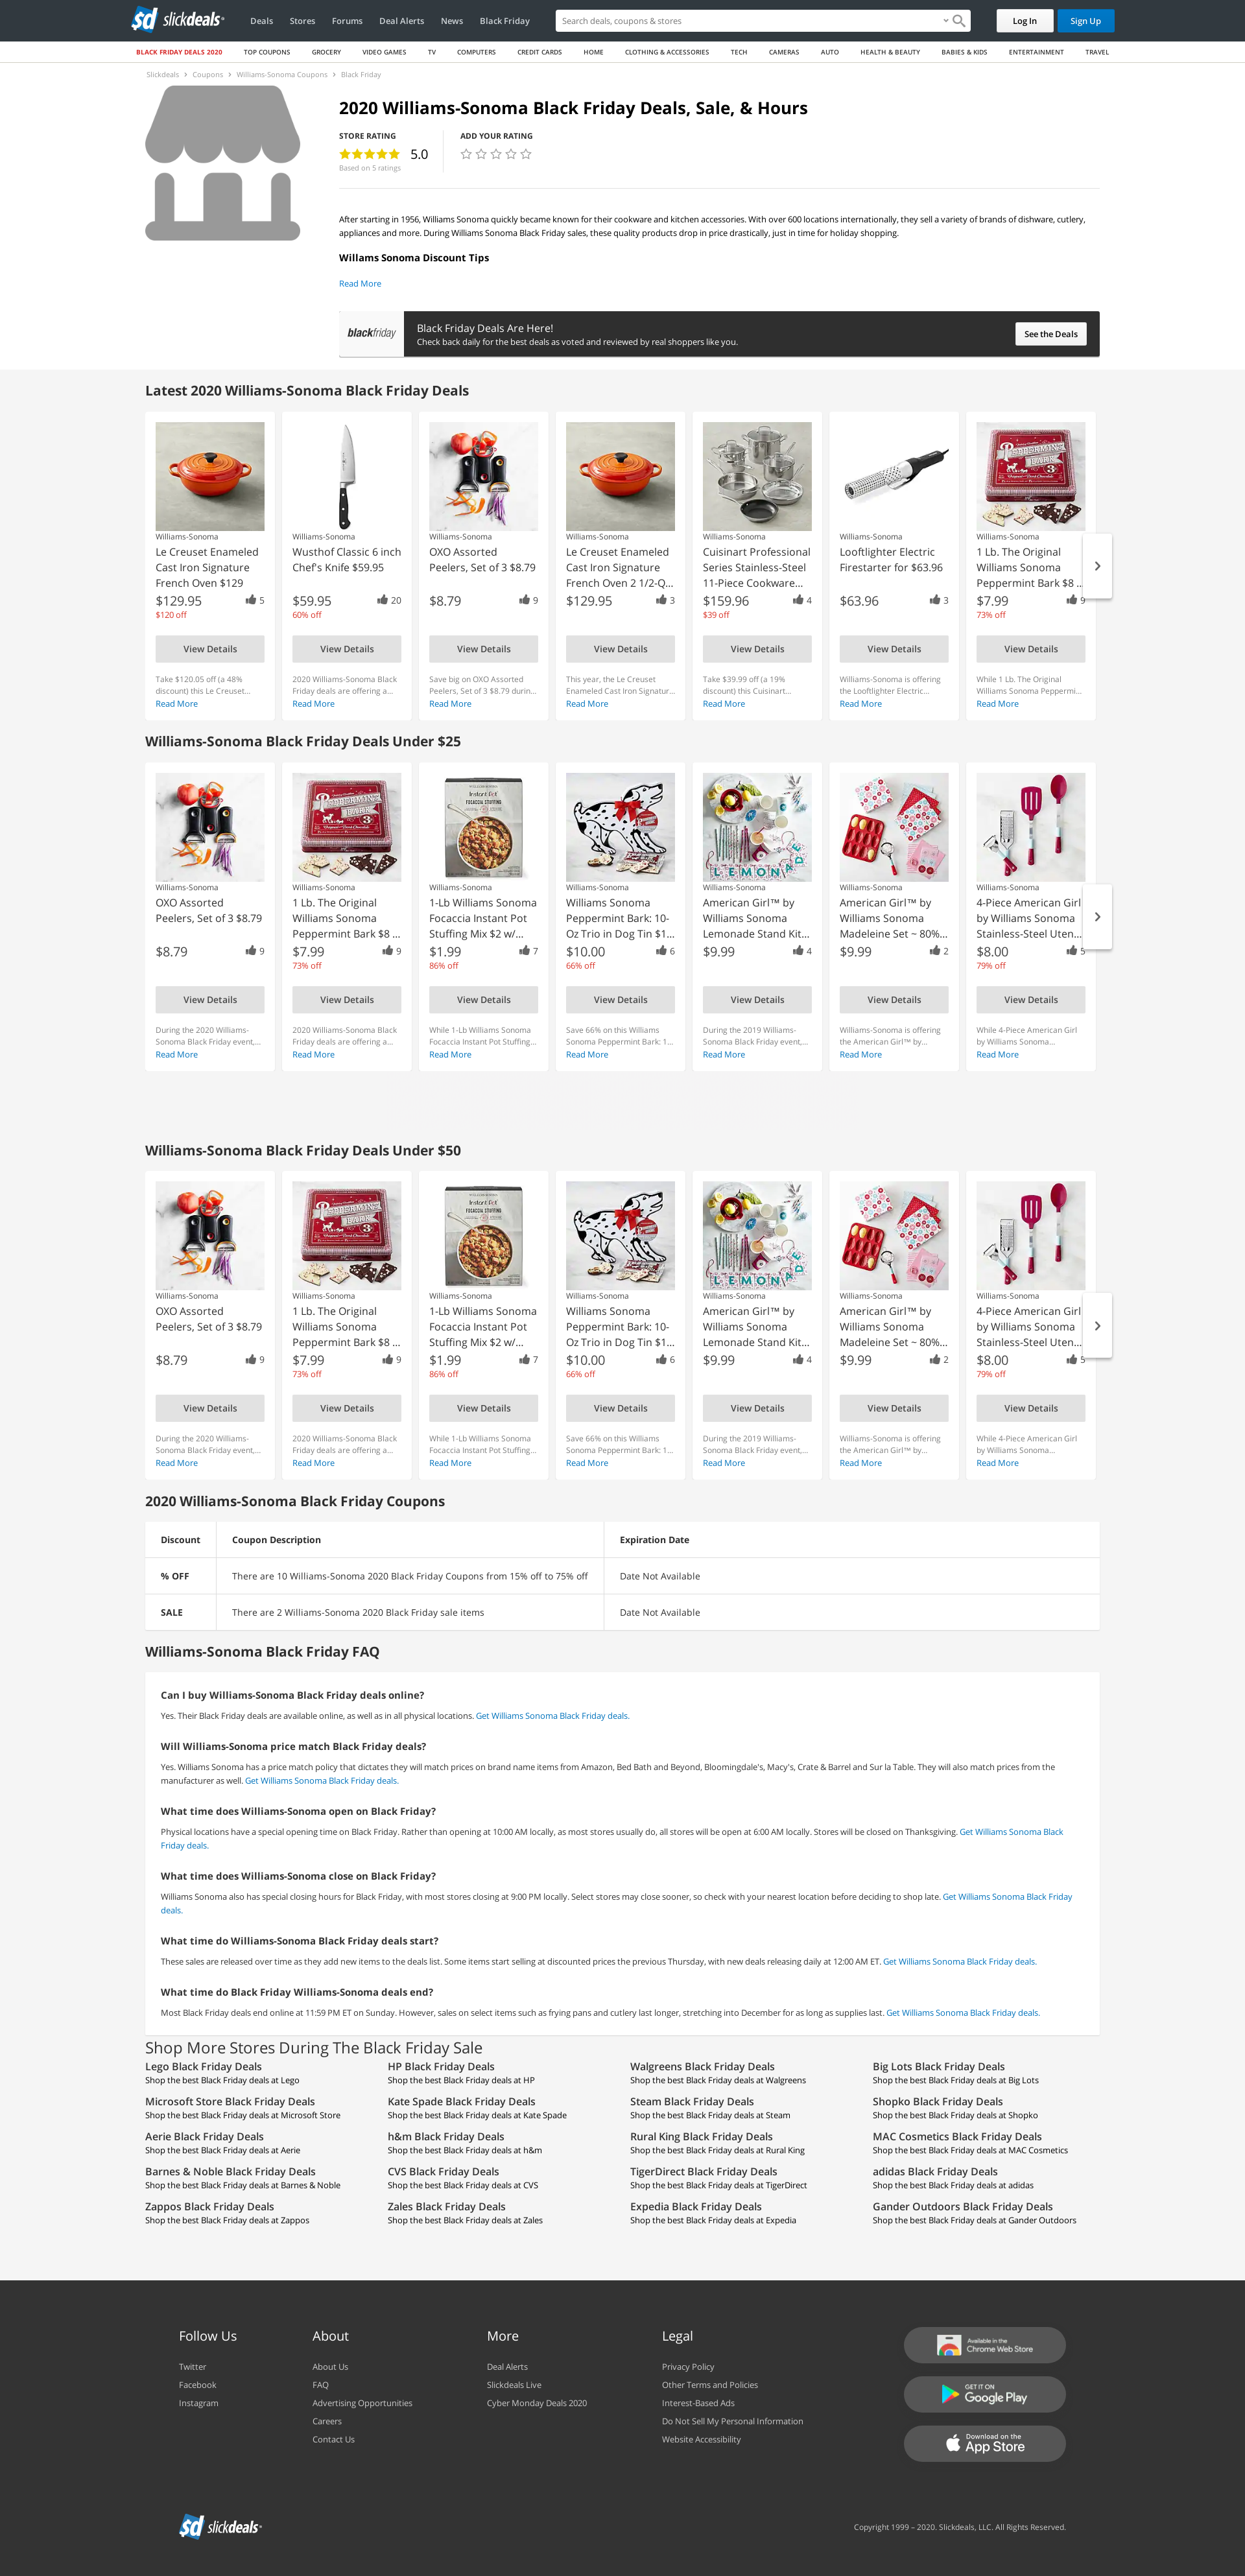 slickdeals
Deals Stores Forums Deal Alerts News Black Friday
Search deals, coupons & stores
Log In Sign Up
BLACK FRIDAY DEALS 2020 TOP COUPONS GROCERY VIDEO GAMES TV COMPUTERS CREDIT CARDS HOME CLOTHING & ACCESSORIES TECH CAMERAS AUTO HEALTH & BEAUTY BABIES & KIDS ENTERTAINMENT TRAVEL
Slickdeals > Coupons > Williams-Sonoma Coupons > Black Friday
2020 Williams-Sonoma Black Friday Deals, Sale, & Hours
STORE RATING ADD YOUR RATING
5.0
Based on 5 ratings
After starting in 1956, Williams Sonoma quickly became known for their cookware and kitchen accessories. With over 600 locations internationally, they sell a variety of brands of dishware, cutlery,
appliances and more. During Williams Sonoma Black Friday sales, these quality products drop in price drastically, just in time for holiday shopping.
Willams Sonoma Discount Tips
Read More
blackfriday
Black Friday Deals Are Here!
Check back daily for the best deals as voted and reviewed by real shoppers like you.
See the Deals
Latest 2020 Williams-Sonoma Black Friday Deals
Williams-Sonoma
Le Creuset Enameled
Cast Iron Signature
French Oven $129
$129.95 5
$120 off
View Details
Take $120.05 off (a 48%
discount) this Le Creuset...
Read More
Williams-Sonoma
Wusthof Classic 6 inch
Chef's Knife $59.95
$59.95 20
60% off
View Details
2020 Williams-Sonoma Black
Friday deals are offering a...
Read More
Williams-Sonoma
OXO Assorted
Peelers, Set of 3 $8.79
$8.79 9
View Details
Save big on OXO Assorted
Peelers, Set of 3 $8.79 durin...
Read More
Williams-Sonoma
Le Creuset Enameled
Cast Iron Signature
French Oven 2 1/2-Q...
$129.95 3
View Details
This year, the Le Creuset
Enameled Cast Iron Signatur...
Read More
Williams-Sonoma
Cuisinart Professional
Series Stainless-Steel
11-Piece Cookware...
$159.96 4
$39 off
View Details
Take $39.99 off (a 19%
discount) this Cuisinart...
Read More
Williams-Sonoma
Looftlighter Electric
Firestarter for $63.96
$63.96 3
View Details
Williams-Sonoma is offering
the Looftlighter Electric...
Read More
PEPPERMINT
BARK
Williams-Sonoma
1 Lb. The Original
Williams Sonoma
Peppermint Bark $8 ...
$7.99 9
73% off
View Details
While 1 Lb. The Original
Williams Sonoma Peppermi...
Read More
Williams-Sonoma Black Friday Deals Under $25
Williams-Sonoma
OXO Assorted
Peelers, Set of 3 $8.79
$8.79 9
View Details
During the 2020 Williams-
Sonoma Black Friday event,...
Read More
PEPPERMINT
BARK
Williams-Sonoma
1 Lb. The Original
Williams Sonoma
Peppermint Bark $8 ...
$7.99 9
73% off
View Details
2020 Williams-Sonoma Black
Friday deals are offering a...
Read More
Instant Pot
FOCACCIA STUFFING
Williams-Sonoma
1-Lb Williams Sonoma
Focaccia Instant Pot
Stuffing Mix $2 w/...
$1.99 7
86% off
View Details
While 1-Lb Williams Sonoma
Focaccia Instant Pot Stuffing...
Read More
Williams-Sonoma
Williams Sonoma
Peppermint Bark: 10-
Oz Trio in Dog Tin $1...
$10.00 6
66% off
View Details
Save 66% on this Williams
Sonoma Peppermint Bark: 1...
Read More
LEMONADE
Williams-Sonoma
American Girl™ by
Williams Sonoma
Lemonade Stand Kit...
$9.99 4
View Details
During the 2019 Williams-
Sonoma Black Friday event,...
Read More
Williams-Sonoma
American Girl™ by
Williams Sonoma
Madeleine Set ~ 80%...
$9.99 2
View Details
Williams-Sonoma is offering
the American Girl™ by...
Read More
Williams-Sonoma
4-Piece American Girl
by Williams Sonoma
Stainless-Steel Uten...
$8.00 5
79% off
View Details
While 4-Piece American Girl
by Williams Sonoma...
Read More
Williams-Sonoma Black Friday Deals Under $50
Williams-Sonoma
OXO Assorted
Peelers, Set of 3 $8.79
$8.79 9
View Details
During the 2020 Williams-
Sonoma Black Friday event,...
Read More
PEPPERMINT
BARK
Williams-Sonoma
1 Lb. The Original
Williams Sonoma
Peppermint Bark $8 ...
$7.99 9
73% off
View Details
2020 Williams-Sonoma Black
Friday deals are offering a...
Read More
Instant Pot
FOCACCIA STUFFING
Williams-Sonoma
1-Lb Williams Sonoma
Focaccia Instant Pot
Stuffing Mix $2 w/...
$1.99 7
86% off
View Details
While 1-Lb Williams Sonoma
Focaccia Instant Pot Stuffing...
Read More
Williams-Sonoma
Williams Sonoma
Peppermint Bark: 10-
Oz Trio in Dog Tin $1...
$10.00 6
66% off
View Details
Save 66% on this Williams
Sonoma Peppermint Bark: 1...
Read More
LEMONADE
Williams-Sonoma
American Girl™ by
Williams Sonoma
Lemonade Stand Kit...
$9.99 4
View Details
During the 2019 Williams-
Sonoma Black Friday event,...
Read More
Williams-Sonoma
American Girl™ by
Williams Sonoma
Madeleine Set ~ 80%...
$9.99 2
View Details
Williams-Sonoma is offering
the American Girl™ by...
Read More
Williams-Sonoma
4-Piece American Girl
by Williams Sonoma
Stainless-Steel Uten...
$8.00 5
79% off
View Details
While 4-Piece American Girl
by Williams Sonoma...
Read More
2020 Williams-Sonoma Black Friday Coupons
Discount Coupon Description Expiration Date
% OFF There are 10 Williams-Sonoma 2020 Black Friday Coupons from 15% off to 75% off Date Not Available
SALE There are 2 Williams-Sonoma 2020 Black Friday sale items Date Not Available
Williams-Sonoma Black Friday FAQ
Can I buy Williams-Sonoma Black Friday deals online?
Yes. Their Black Friday deals are available online, as well as in all physical locations. Get Williams Sonoma Black Friday deals.
Will Williams-Sonoma price match Black Friday deals?
Yes. Williams Sonoma has a price match policy that dictates they will match prices on brand name items from Amazon, Bed Bath and Beyond, Bloomingdale's, Macy's, Crate & Barrel and Sur la Table. They will also match prices from the
manufacturer as well. Get Williams Sonoma Black Friday deals.
What time does Williams-Sonoma open on Black Friday?
Physical locations have a special opening time on Black Friday. Rather than opening at 10:00 AM locally, as most stores usually do, all stores will be open at 6:00 AM locally. Stores will be closed on Thanksgiving. Get Williams Sonoma Black
Friday deals.
What time does Williams-Sonoma close on Black Friday?
Williams Sonoma also has special closing hours for Black Friday, with most stores closing at 9:00 PM locally. Select stores may close sooner, so check with your nearest location before deciding to shop late. Get Williams Sonoma Black Friday
deals.
What time do Williams-Sonoma Black Friday deals start?
These sales are released over time as they add new items to the deals list. Some items start selling at discounted prices the previous Thursday, with new deals releasing daily at 12:00 AM ET. Get Williams Sonoma Black Friday deals.
What time do Black Friday Williams-Sonoma deals end?
Most Black Friday deals end online at 11:59 PM ET on Sunday. However, sales on select items such as frying pans and cutlery last longer, stretching into December for as long as supplies last. Get Williams Sonoma Black Friday deals.
Shop More Stores During The Black Friday Sale
Lego Black Friday Deals HP Black Friday Deals Walgreens Black Friday Deals Big Lots Black Friday Deals
Shop the best Black Friday deals at Lego Shop the best Black Friday deals at HP Shop the best Black Friday deals at Walgreens Shop the best Black Friday deals at Big Lots
Microsoft Store Black Friday Deals Kate Spade Black Friday Deals Steam Black Friday Deals Shopko Black Friday Deals
Shop the best Black Friday deals at Microsoft Store Shop the best Black Friday deals at Kate Spade Shop the best Black Friday deals at Steam Shop the best Black Friday deals at Shopko
Aerie Black Friday Deals h&m Black Friday Deals Rural King Black Friday Deals MAC Cosmetics Black Friday Deals
Shop the best Black Friday deals at Aerie Shop the best Black Friday deals at h&m Shop the best Black Friday deals at Rural King Shop the best Black Friday deals at MAC Cosmetics
Barnes & Noble Black Friday Deals CVS Black Friday Deals TigerDirect Black Friday Deals adidas Black Friday Deals
Shop the best Black Friday deals at Barnes & Noble Shop the best Black Friday deals at CVS Shop the best Black Friday deals at TigerDirect Shop the best Black Friday deals at adidas
Zappos Black Friday Deals Zales Black Friday Deals Expedia Black Friday Deals Gander Outdoors Black Friday Deals
Shop the best Black Friday deals at Zappos Shop the best Black Friday deals at Zales Shop the best Black Friday deals at Expedia Shop the best Black Friday deals at Gander Outdoors
Follow Us
Twitter
Facebook
Instagram
About
About Us
FAQ
Advertising Opportunities
Careers
Contact Us
More
Deal Alerts
Slickdeals Live
Cyber Monday Deals 2020
Legal
Privacy Policy
Other Terms and Policies
Interest-Based Ads
Do Not Sell My Personal Information
Website Accessibility
Available in the
Chrome Web Store
GET IT ON
Google Play
Download on the
App Store
slickdeals
Copyright 1999 – 2020. Slickdeals, LLC. All Rights Reserved.